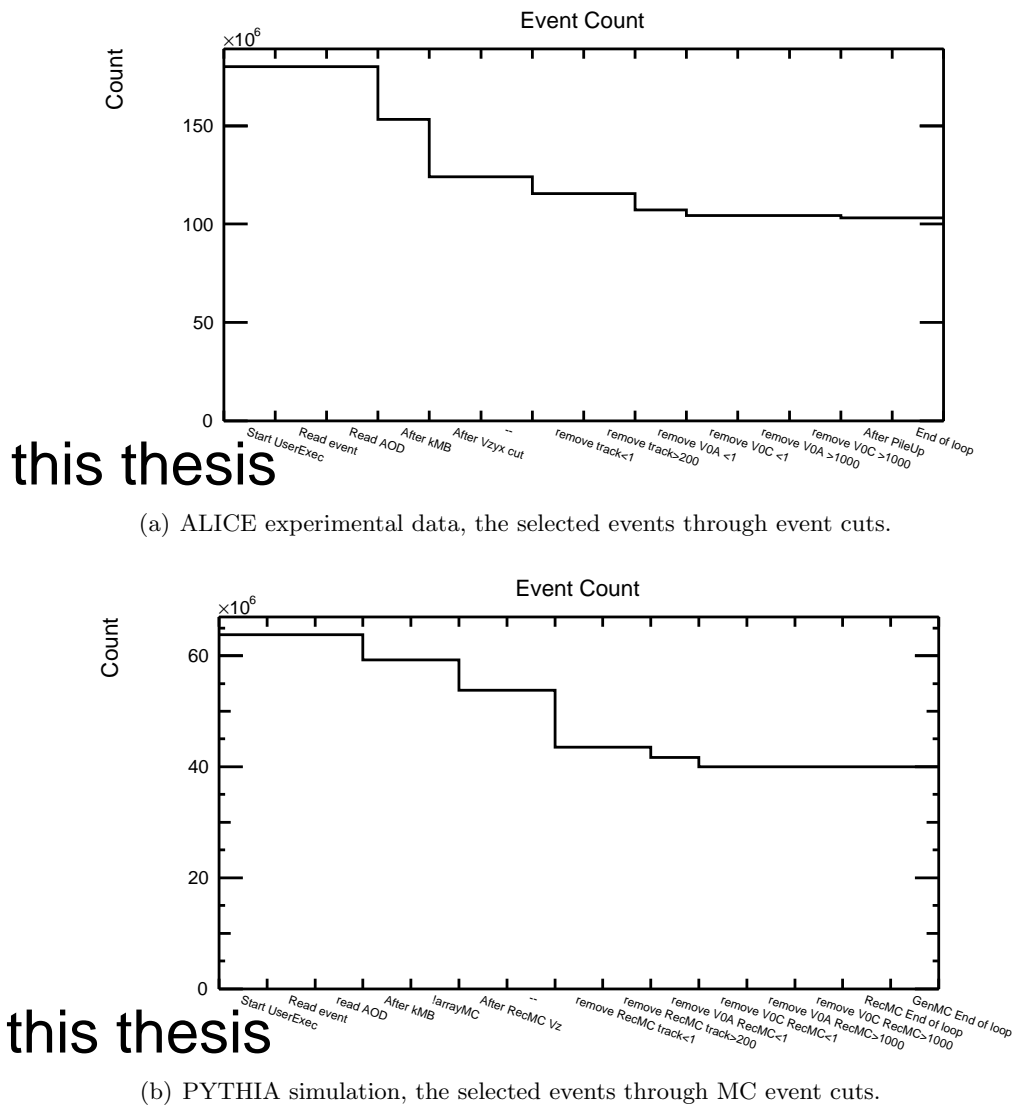 Event Count
×10⁶
Count
150
100
50
0
Start UserExec
Read event
Read AOD
After kMB
After Vzyx cut
--
remove track<1
remove track>200
remove V0A <1
remove V0C <1
remove V0A >1000
remove V0C >1000
After PileUp
End of loop
this thesis
(a) ALICE experimental data, the selected events through event cuts.
Event Count
×10⁶
Count
60
40
20
0
Start UserExec
Read event
read AOD
After kMB
!arrayMC
After RecMC Vz
--
remove RecMC track<1
remove RecMC track>200
remove V0A RecMC<1
remove V0C RecMC<1
remove V0A RecMC>1000
remove V0C RecMC>1000
RecMC End of loop
GenMC End of loop
this thesis
(b) PYTHIA simulation, the selected events through MC event cuts.